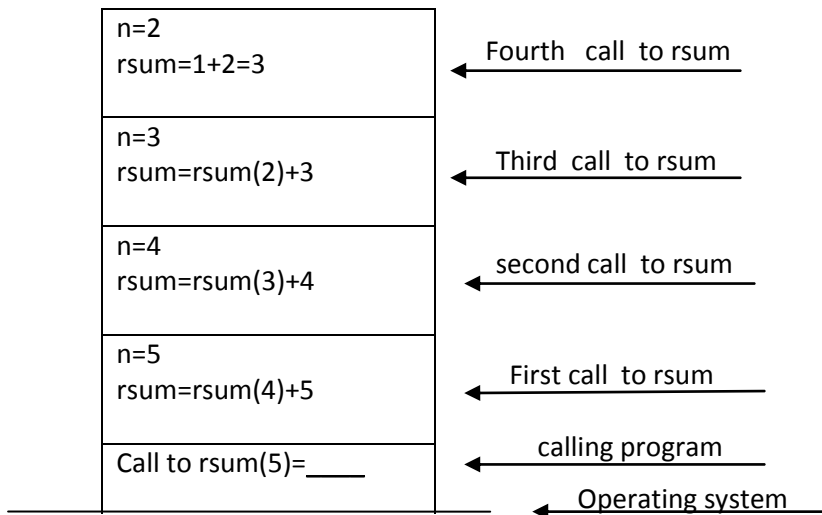 n=2
rsum=1+2=3
Fourth call to rsum
n=3
rsum=rsum(2)+3
Third call to rsum
n=4
rsum=rsum(3)+4
second call to rsum
n=5
rsum=rsum(4)+5
First call to rsum
Call to rsum(5)=____
calling program
Operating system